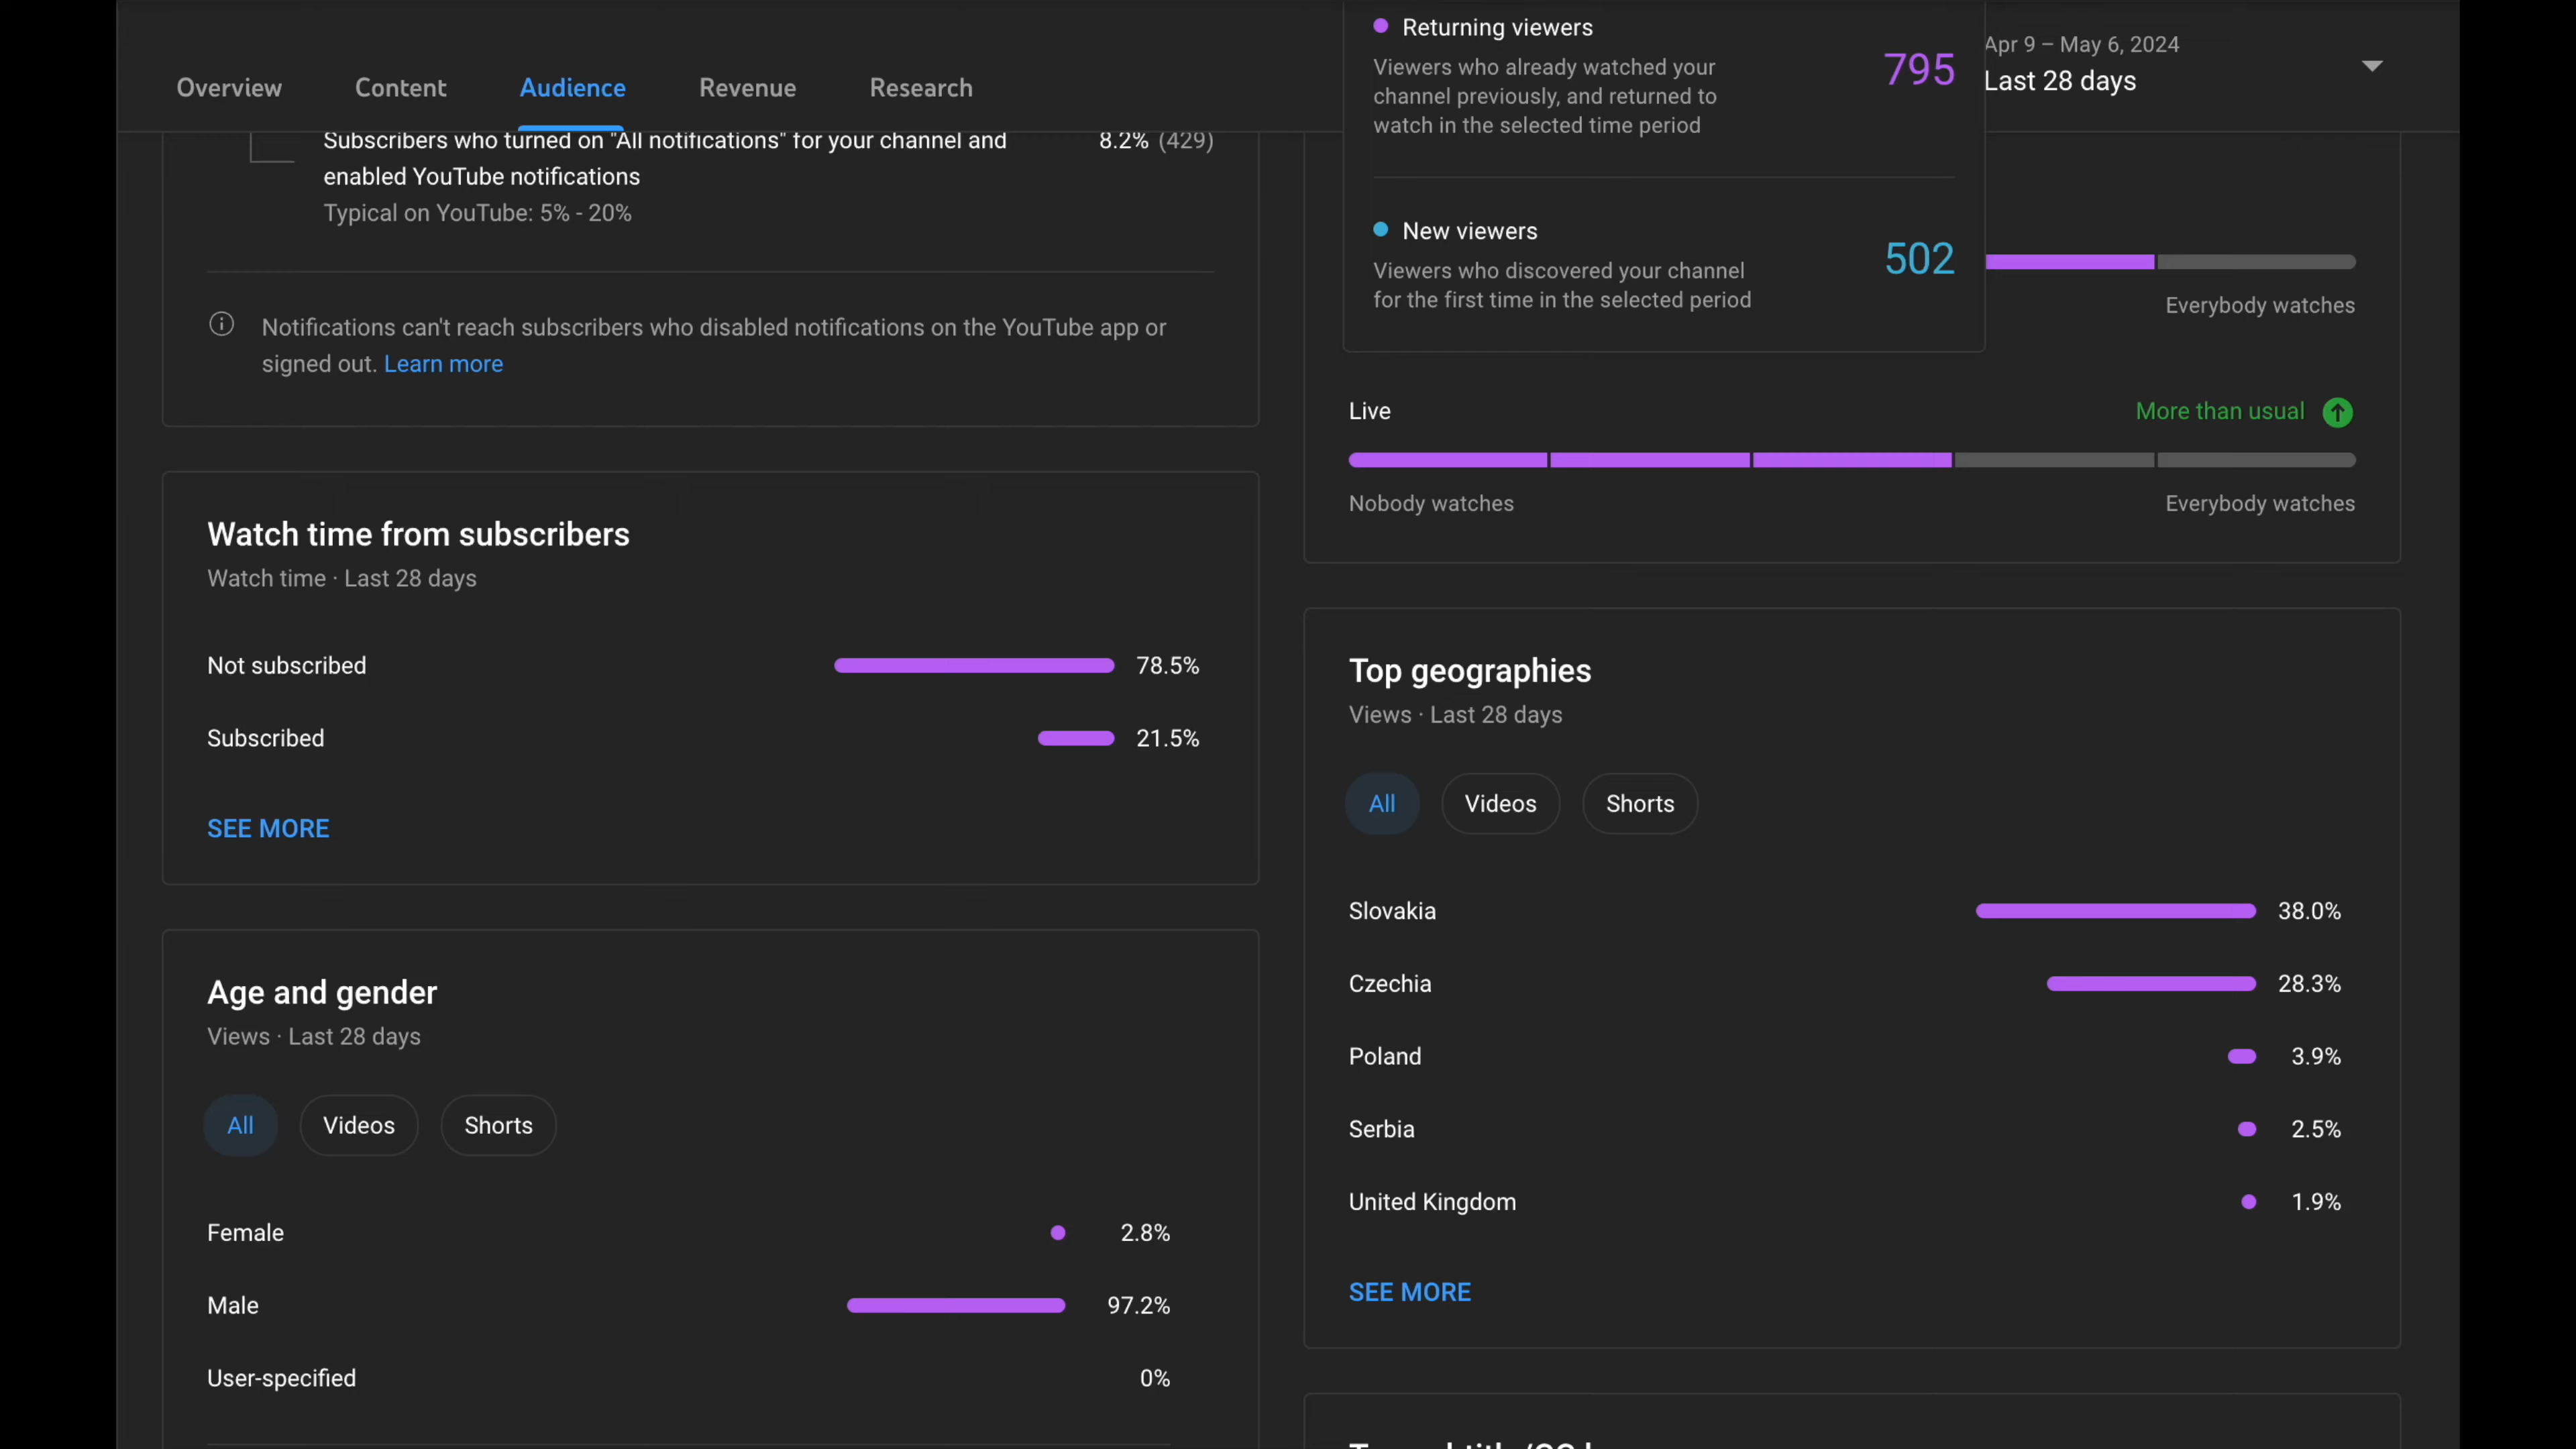 Overview
Content
Audience
Revenue
Research
Apr 9 – May 6, 2024
Last 28 days
Subscribers who turned on "All notifications" for your channel and
enabled YouTube notifications
8.2% (429)
Typical on YouTube: 5% - 20%
Notifications can't reach subscribers who disabled notifications on the YouTube app or
signed out. Learn more
Watch time from subscribers
Watch time · Last 28 days
Not subscribed
78.5%
Subscribed
21.5%
SEE MORE
Age and gender
Views · Last 28 days
All
Videos
Shorts
Female
2.8%
Male
97.2%
User-specified
0%
Returning viewers
Viewers who already watched your
channel previously, and returned to
watch in the selected time period
795
New viewers
Viewers who discovered your channel
for the first time in the selected period
502
Everybody watches
Live
More than usual
Nobody watches
Everybody watches
Top geographies
Views · Last 28 days
All
Videos
Shorts
Slovakia
38.0%
Czechia
28.3%
Poland
3.9%
Serbia
2.5%
United Kingdom
1.9%
SEE MORE